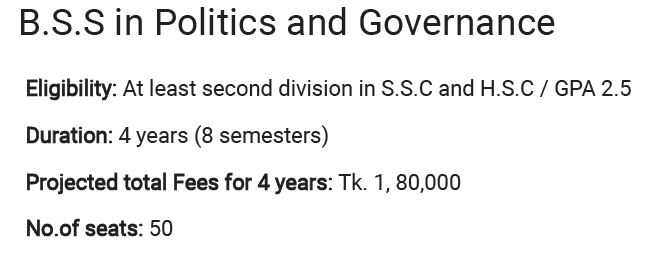 B.S.S in Politics and Governance
Eligibility: At least second division in S.S.C and H.S.C / GPA 2.5
Duration: 4 years (8 semesters)
Projected total Fees for 4 years: Tk. 1, 80,000
No.of seats: 50